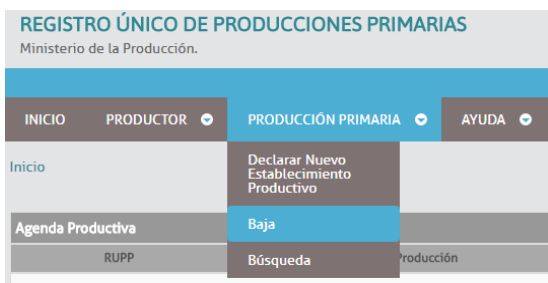 REGISTRO ÚNICO DE PRODUCCIONES PRIMARIAS
Ministerio de la Producción.
INICIO PRODUCTOR PRODUCCIÓN PRIMARIA AYUDA
Inicio
Declarar Nuevo
Establecimiento
Productivo
Baja
Búsqueda
Agenda Productiva
RUPP Producción